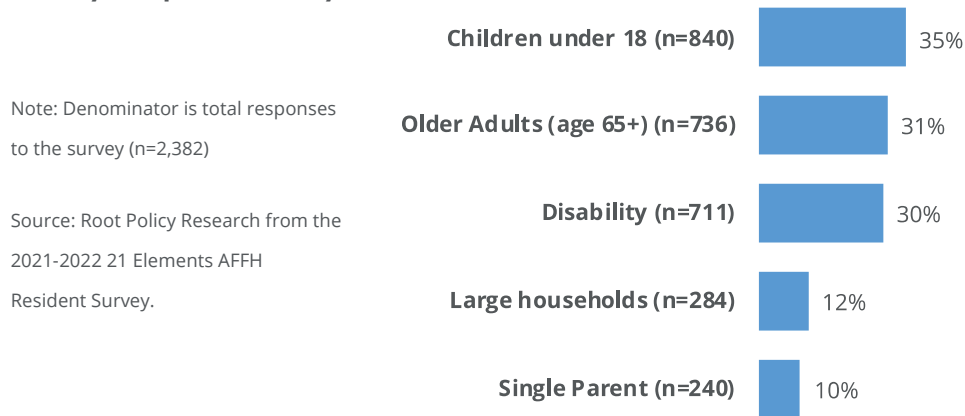 Children under 18 (n=840)
35%
Note: Denominator is total responses
to the survey (n=2,382)
Older Adults (age 65+) (n=736)
31%
Source: Root Policy Research from the
2021-2022 21 Elements AFFH
Resident Survey.
Disability (n=711)
30%
Large households (n=284)
12%
Single Parent (n=240)
10%